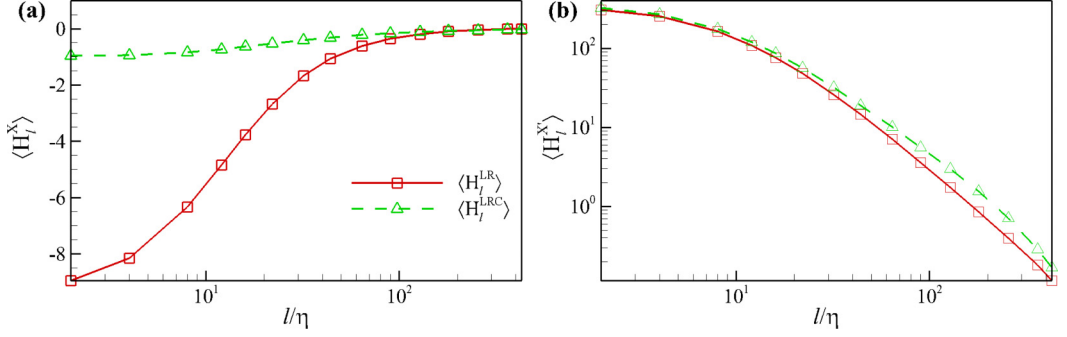 (a)
0
-2
-4
-6
-8
⟨H_l^X⟩
⟨H_l^LR⟩
⟨H_l^LRC⟩
10^1
10^2
l/η
(b)
10^2
10^1
10^0
⟨H_l^X'⟩
10^1
10^2
l/η